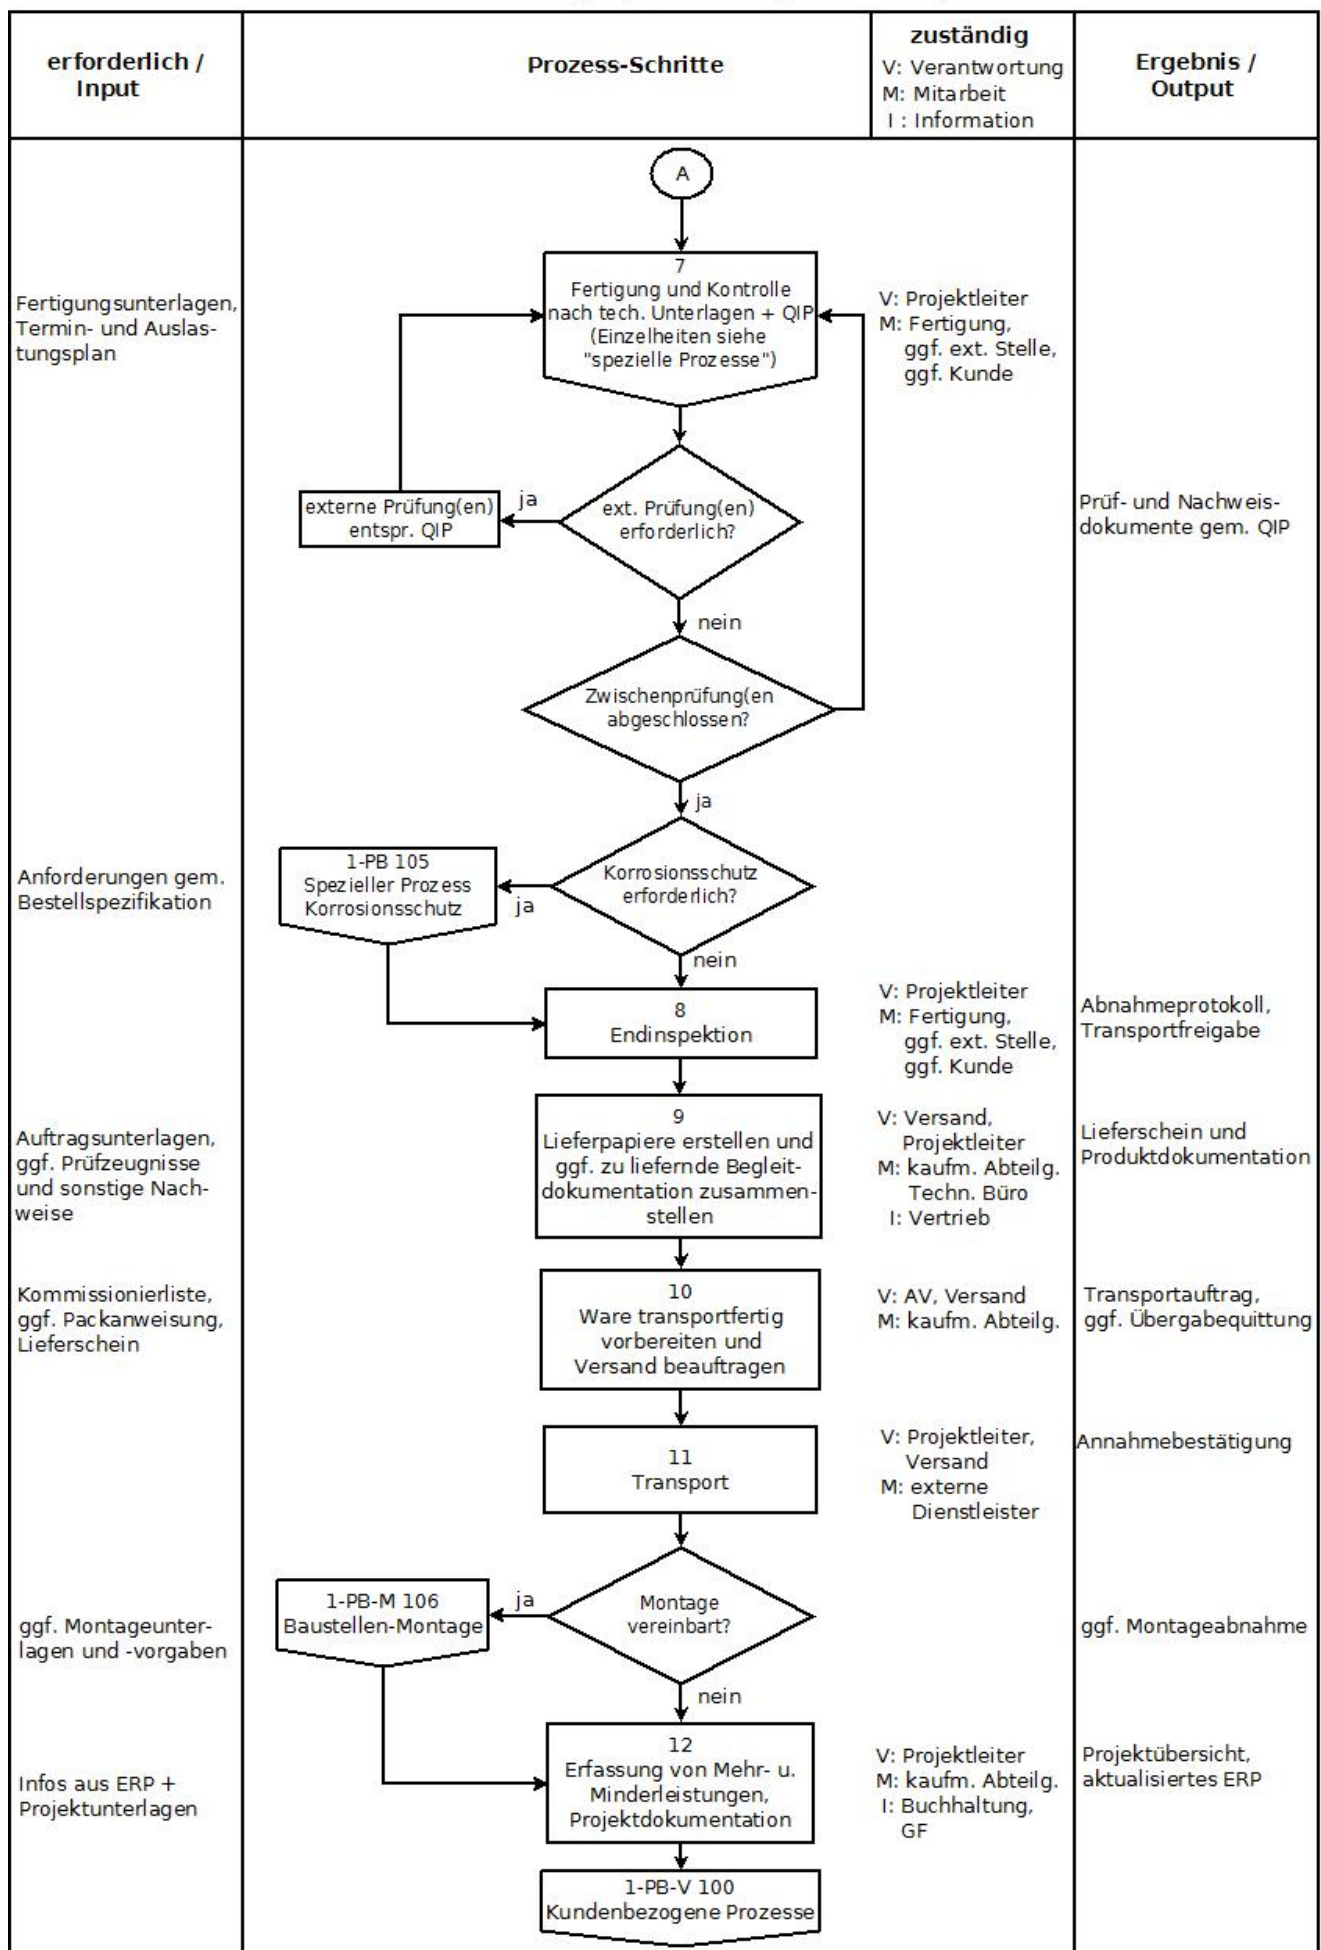 erforderlich /
Input
Prozess-Schritte
zuständig
V: Verantwortung
M: Mitarbeit
I : Information
Ergebnis /
Output
A
Fertigungsunterlagen,
Termin- und Auslas-
tungsplan
7
Fertigung und Kontrolle
nach tech. Unterlagen + QIP
(Einzelheiten siehe
"spezielle Prozesse")
V: Projektleiter
M: Fertigung,
ggf. ext. Stelle,
ggf. Kunde
externe Prüfung(en)
entspr. QIP
ja
ext. Prüfung(en)
erforderlich?
Prüf- und Nachweis-
dokumente gem. QIP
nein
Zwischenprüfung(en
abgeschlossen?
ja
Anforderungen gem.
Bestellspezifikation
1-PB 105
Spezieller Prozess
Korrosionsschutz
ja
Korrosionsschutz
erforderlich?
nein
8
Endinspektion
V: Projektleiter
M: Fertigung,
ggf. ext. Stelle,
ggf. Kunde
Abnahmeprotokoll,
Transportfreigabe
Auftragsunterlagen,
ggf. Prüfzeugnisse
und sonstige Nach-
weise
9
Lieferpapiere erstellen und
ggf. zu liefernde Begleit-
dokumentation zusammen-
stellen
V: Versand,
Projektleiter
M: kaufm. Abteilg.
Techn. Büro
I: Vertrieb
Lieferschein und
Produktdokumentation
Kommissionierliste,
ggf. Packanweisung,
Lieferschein
10
Ware transportfertig
vorbereiten und
Versand beauftragen
V: AV, Versand
M: kaufm. Abteilg.
Transportauftrag,
ggf. Übergabequittung
11
Transport
V: Projektleiter,
Versand
M: externe
Dienstleister
Annahmebestätigung
ggf. Montageunter-
lagen und -vorgaben
1-PB-M 106
Baustellen-Montage
ja
Montage
vereinbart?
ggf. Montageabnahme
nein
Infos aus ERP +
Projektunterlagen
12
Erfassung von Mehr- u.
Minderleistungen,
Projektdokumentation
V: Projektleiter
M: kaufm. Abteilg.
I: Buchhaltung,
GF
Projektübersicht,
aktualisiertes ERP
1-PB-V 100
Kundenbezogene Prozesse